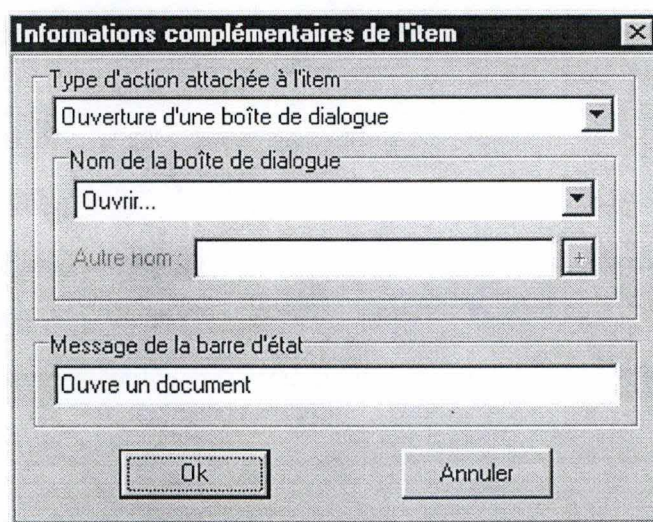 Informations complémentaires de l'item
Type d'action attachée à l'item
Ouverture d'une boîte de dialogue
Nom de la boîte de dialogue
Ouvrir...
Autre nom :
+
Message de la barre d'état
Ouvre un document
Ok
Annuler